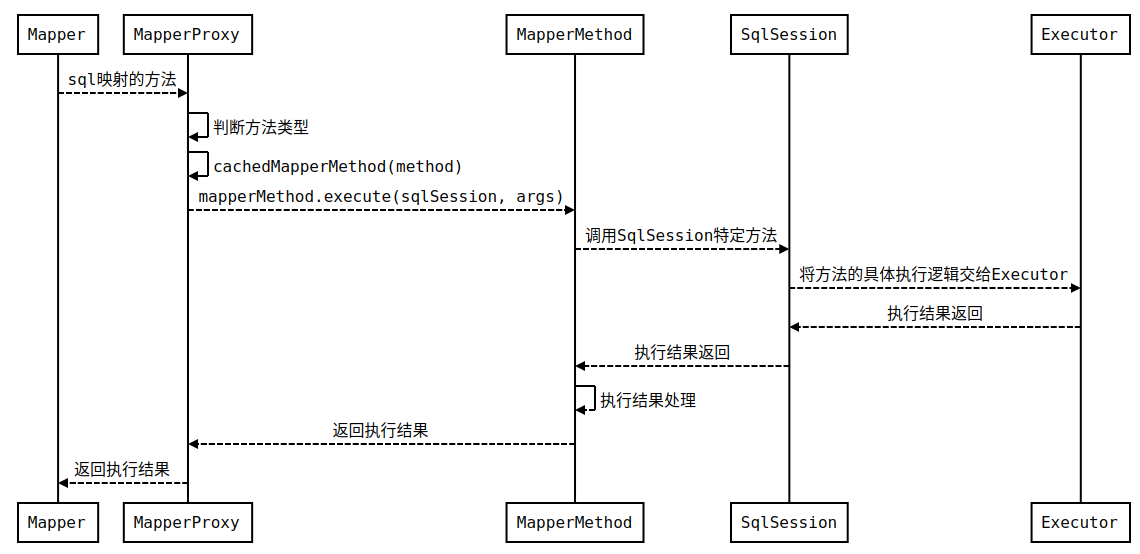 Mapper
MapperProxy
MapperMethod
SqlSession
Executor
sql映射的方法
判断方法类型
cachedMapperMethod(method)
mapperMethod.execute(sqlSession, args)
调用SqlSession特定方法
将方法的具体执行逻辑交给Executor
执行结果返回
执行结果返回
执行结果处理
返回执行结果
返回执行结果
Mapper
MapperProxy
MapperMethod
SqlSession
Executor